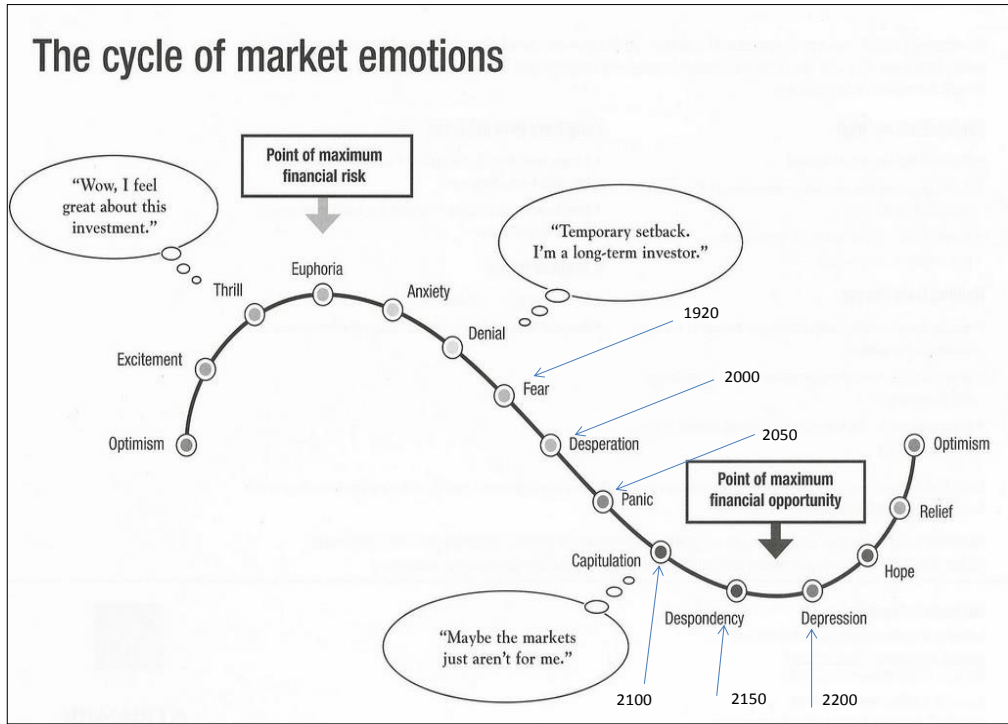 The cycle of market emotions
Point of maximum
financial risk
“Wow, I feel
great about this
investment.”
“Temporary setback.
I’m a long-term investor.”
Euphoria
Thrill
Anxiety
1920
Denial
Excitement
2000
Fear
2050
Optimism
Desperation
Optimism
Point of maximum
financial opportunity
Panic
Relief
Capitulation
Hope
Despondency
Depression
“Maybe the markets
just aren’t for me.”
2100
2150
2200